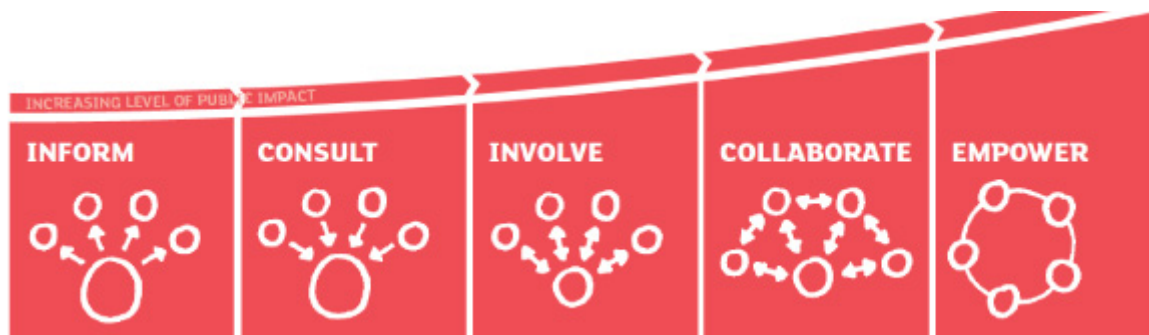 INCREASING LEVEL OF PUBLIC IMPACT
INFORM
CONSULT
INVOLVE
COLLABORATE
EMPOWER